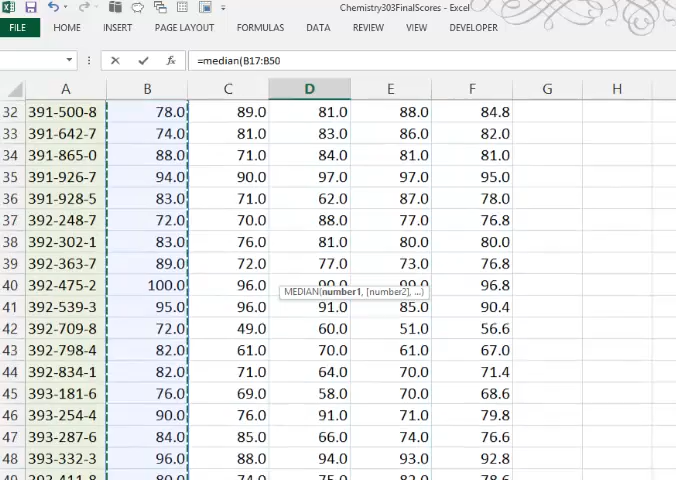 Chemistry303FinalScores - Excel
FILE HOME INSERT PAGE LAYOUT FORMULAS DATA REVIEW VIEW DEVELOPER
fx =median(B17:B50
A B C D E F G H
32 391-500-8 78.0 89.0 81.0 88.0 84.8
33 391-642-7 74.0 81.0 83.0 86.0 82.0
34 391-865-0 88.0 71.0 84.0 81.0 81.0
35 391-926-7 94.0 90.0 97.0 97.0 95.0
36 391-928-5 83.0 71.0 62.0 87.0 78.0
37 392-248-7 72.0 70.0 88.0 77.0 76.8
38 392-302-1 83.0 76.0 81.0 80.0 80.0
39 392-363-7 89.0 72.0 77.0 73.0 76.8
40 392-475-2 100.0 96.0 90.0 99.0 96.8
MEDIAN(number1, [number2], ...)
41 392-539-3 95.0 96.0 91.0 85.0 90.4
42 392-709-8 72.0 49.0 60.0 51.0 56.6
43 392-798-4 82.0 61.0 70.0 61.0 67.0
44 392-834-1 82.0 71.0 64.0 70.0 71.4
45 393-181-6 76.0 69.0 58.0 70.0 68.6
46 393-254-4 90.0 76.0 91.0 71.0 79.8
47 393-287-6 84.0 85.0 66.0 74.0 76.6
48 393-332-3 96.0 88.0 94.0 93.0 92.8
49 393-411-8 89.0 74.0 75.0 82.0 78.6